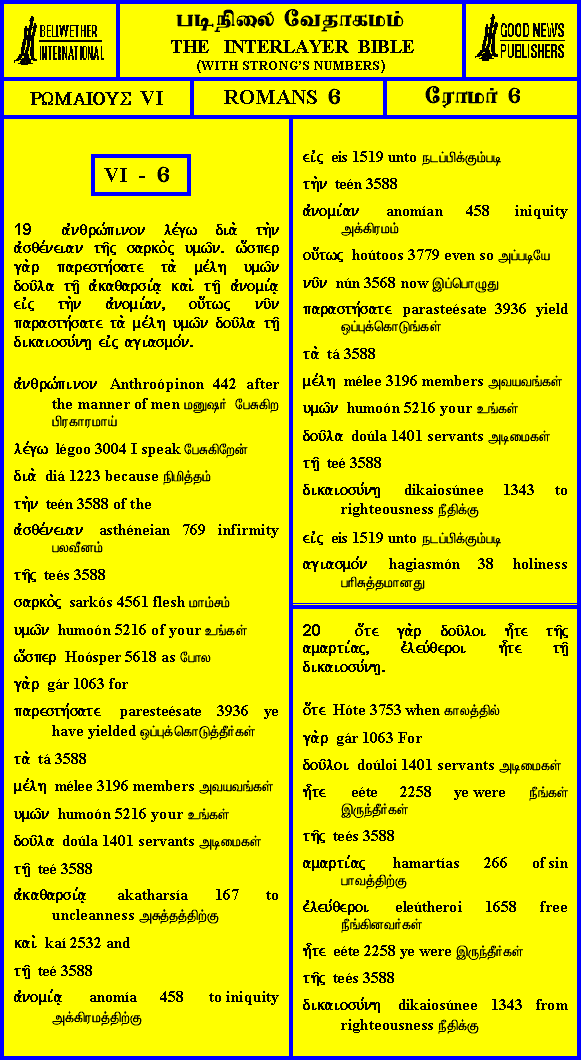 BELLWETHER
INTERNATIONAL
படிநிலை வேதாகமம்
THE INTERLAYER BIBLE
(WITH STRONG'S NUMBERS)
GOOD NEWS
PUBLISHERS
ΡΩΜΑΙΟΥΣ VI
ROMANS 6
ரோமர் 6
VI - 6
19 ἀνθρώπινον λέγω διὰ τὴν
ἀσθένειαν τῆς σαρκὸς υμῶν. ὥσπερ
γὰρ παρεστήσατε τὰ μέλη υμῶν
δοῦλα τῇ ἀκαθαρσίᾳ καὶ τῇ ἀνομίᾳ
εἰς τὴν ἀνομίαν, οὕτως νῦν
παραστήσατε τὰ μέλη υμῶν δοῦλα τῇ
δικαιοσύνῃ εἰς αγιασμόν.
ἀνθρώπινον Anthroópinon 442 after
the manner of men மனுஷர் பேசுகிற
பிரகாரமாய்
λέγω légoo 3004 I speak பேசுகிறேன்
διὰ diá 1223 because நிமித்தம்
τὴν teén 3588 of the
ἀσθένειαν asthéneian 769 infirmity
பலவீனம்
τῆς teés 3588
σαρκὸς sarkós 4561 flesh மாம்சம்
υμῶν humoón 5216 of your உங்கள்
ὥσπερ Hoósper 5618 as போல
γὰρ gár 1063 for
παρεστήσατε paresteésate 3936 ye
have yielded ஒப்புக்கொடுத்தீர்கள்
τὰ tá 3588
μέλη mélee 3196 members அவயவங்கள்
υμῶν humoón 5216 your உங்கள்
δοῦλα doúla 1401 servants அடிமைகள்
τῇ teé 3588
ἀκαθαρσίᾳ akatharsía 167 to
uncleanness அசுத்தத்திற்கு
καὶ kaí 2532 and
τῇ teé 3588
ἀνομίᾳ anomía 458 to iniquity
அக்கிரமத்திற்கு
εἰς eis 1519 unto நடப்பிக்கும்படி
τὴν teén 3588
ἀνομίαν anomían 458 iniquity
அக்கிரமம்
οὕτως hoútoos 3779 even so அப்படியே
νῦν nún 3568 now இப்பொழுது
παραστήσατε parasteésate 3936 yield
ஒப்புக்கொடுங்கள்
τὰ tá 3588
μέλη mélee 3196 members அவயவங்கள்
υμῶν humoón 5216 your உங்கள்
δοῦλα doúla 1401 servants அடிமைகள்
τῇ teé 3588
δικαιοσύνῃ dikaiosúnee 1343 to
righteousness நீதிக்கு
εἰς eis 1519 unto நடப்பிக்கும்படி
αγιασμόν hagiasmón 38 holiness
பரிசுத்தமானது
20 ὅτε γὰρ δοῦλοι ἦτε τῆς
αμαρτίας, ἐλεύθεροι ἦτε τῇ
δικαιοσύνῃ.
ὅτε Hóte 3753 when காலத்தில்
γὰρ gár 1063 For
δοῦλοι doúloi 1401 servants அடிமைகள்
ἦτε eéte 2258 ye were நீங்கள்
இருந்தீர்கள்
τῆς teés 3588
αμαρτίας hamartías 266 of sin
பாவத்திற்கு
ἐλεύθεροι eleútheroi 1658 free
நீங்கினவர்கள்
ἦτε eéte 2258 ye were இருந்தீர்கள்
τῆς teés 3588
δικαιοσύνῃ dikaiosúnee 1343 from
righteousness நீதிக்கு